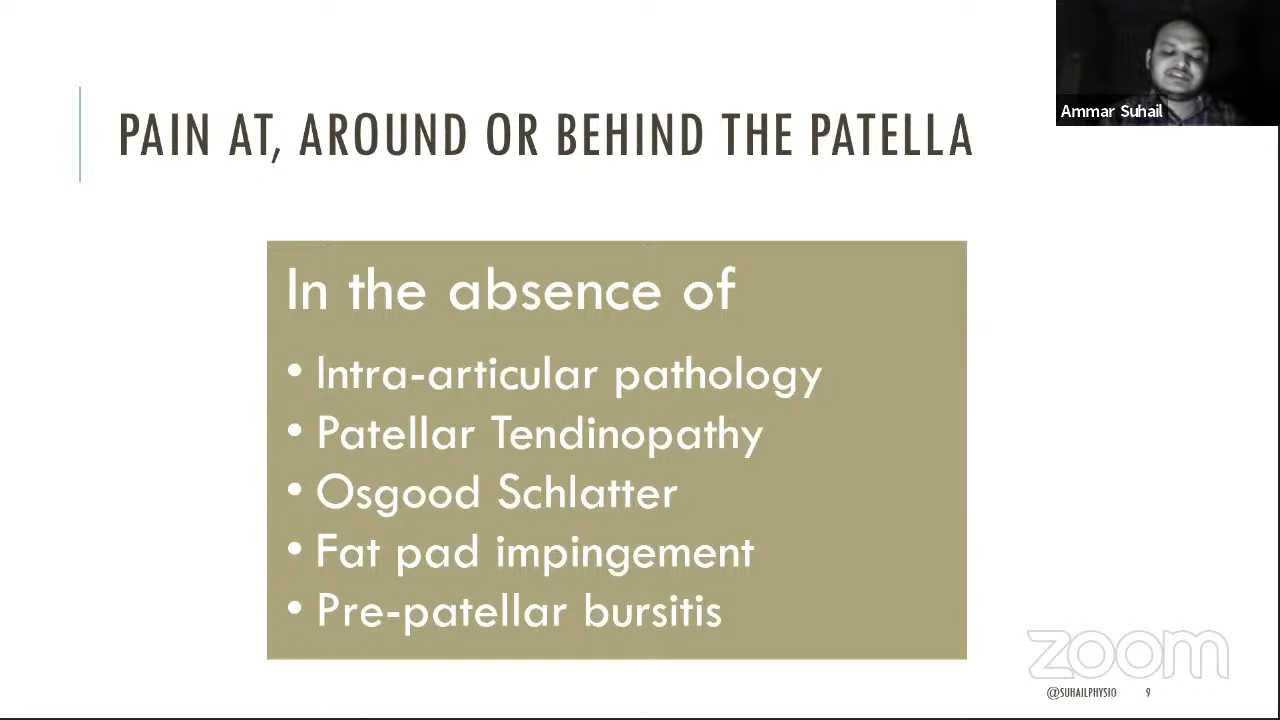 Ammar Suhail
PAIN AT, AROUND OR BEHIND THE PATELLA
In the absence of
• Intra-articular pathology
• Patellar Tendinopathy
• Osgood Schlatter
• Fat pad impingement
• Pre-patellar bursitis
zoom
@SUHAILPHYSIO 9